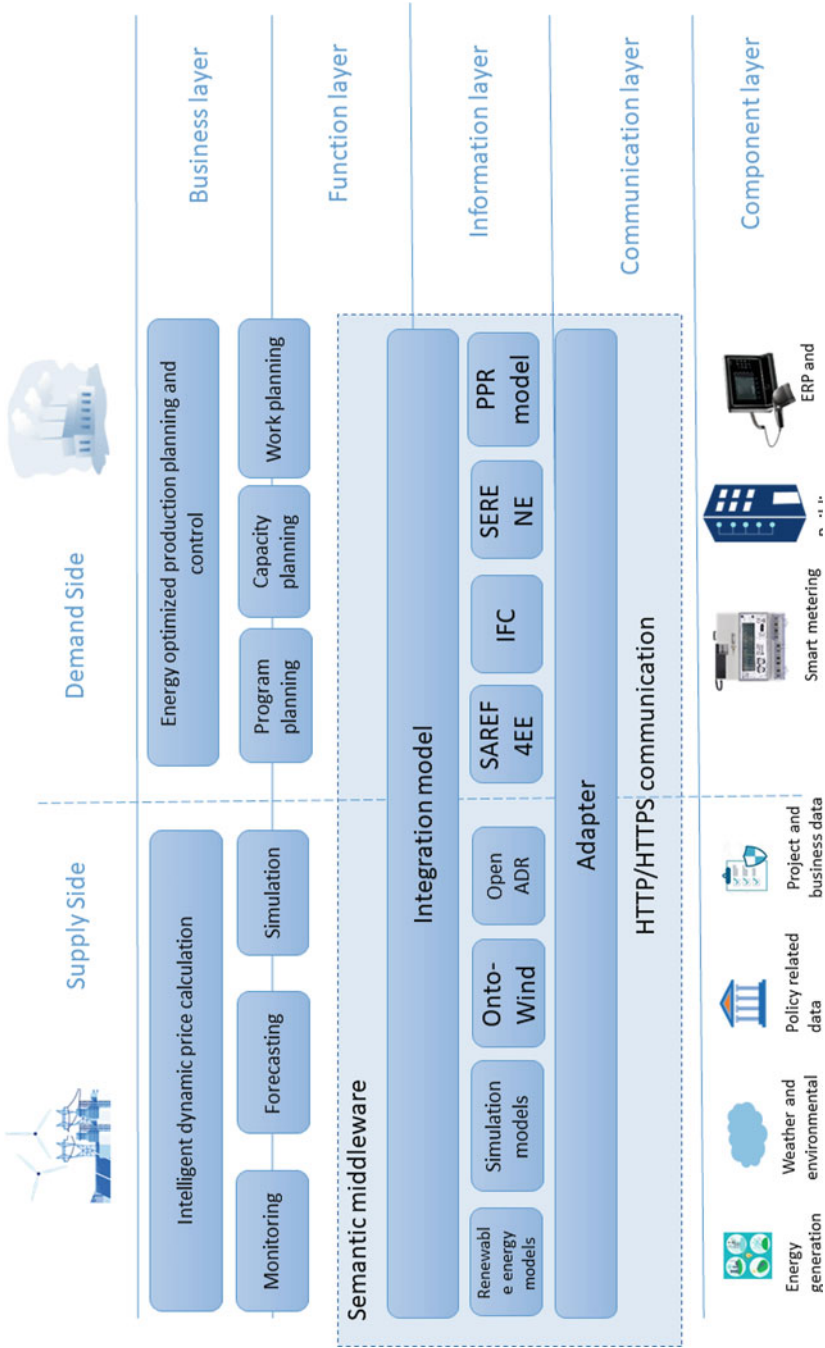 Supply Side
Demand Side
Business layer
Intelligent dynamic price calculation
Energy optimized production planning and
control
Monitoring
Forecasting
Simulation
Program
planning
Capacity
planning
Work planning
Function layer
Semantic middleware
Integration model
Information layer
Renewabl
e energy models
Simulation
models
Onto-
Wind
Open
ADR
SAREF
4EE
IFC
SERE
NE
PPR
model
Adapter
Communication layer
HTTP/HTTPS communication
Component layer
Energy
generation
Weather and
environmental
Policy related
data
Project and
business data
Smart metering
ERP and